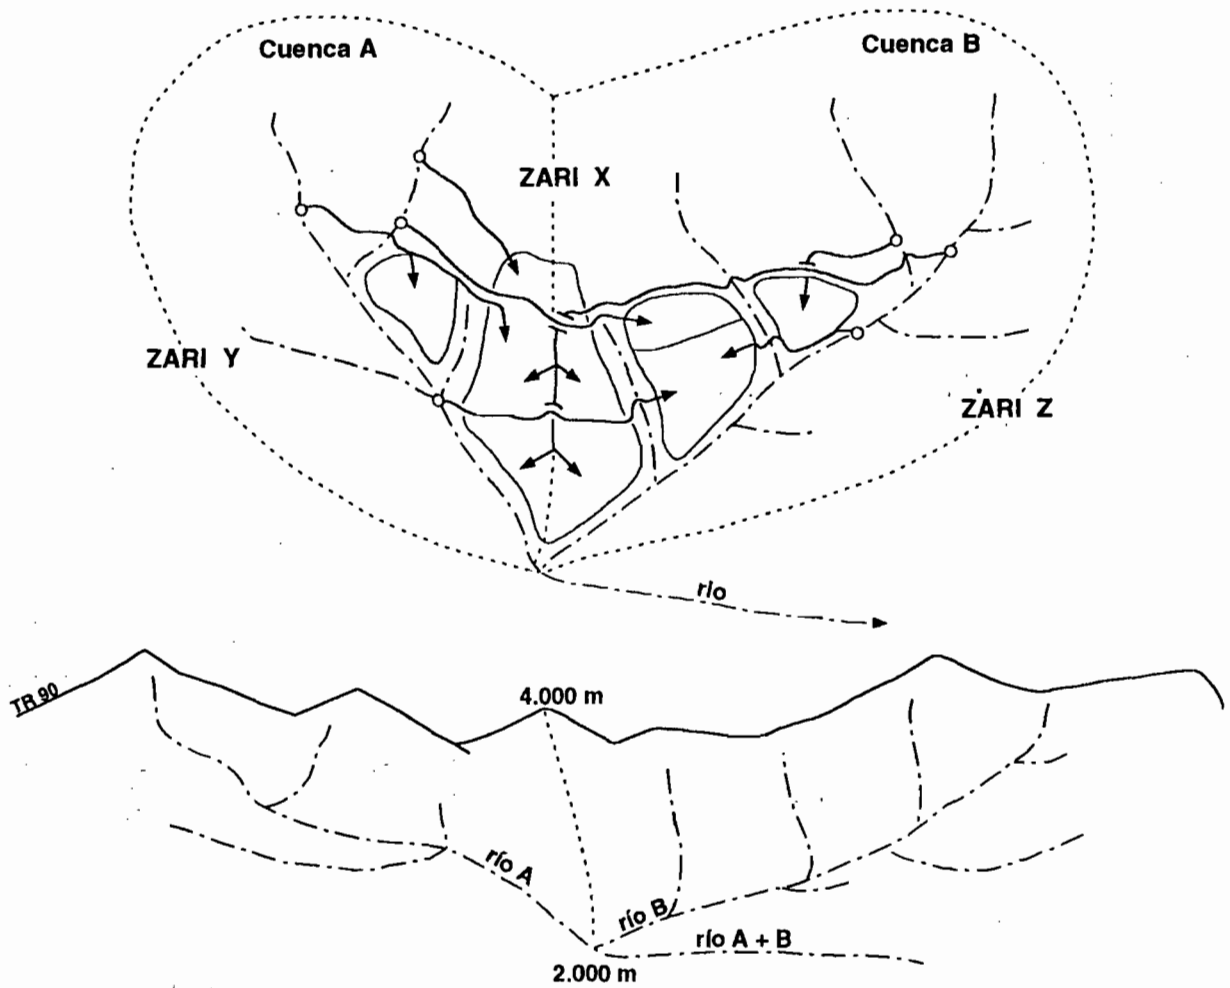 Cuenca A
Cuenca B
ZARI X
ZARI Y
ZARI Z
río
TR 90
4.000 m
río A
río B
río A + B
2.000 m